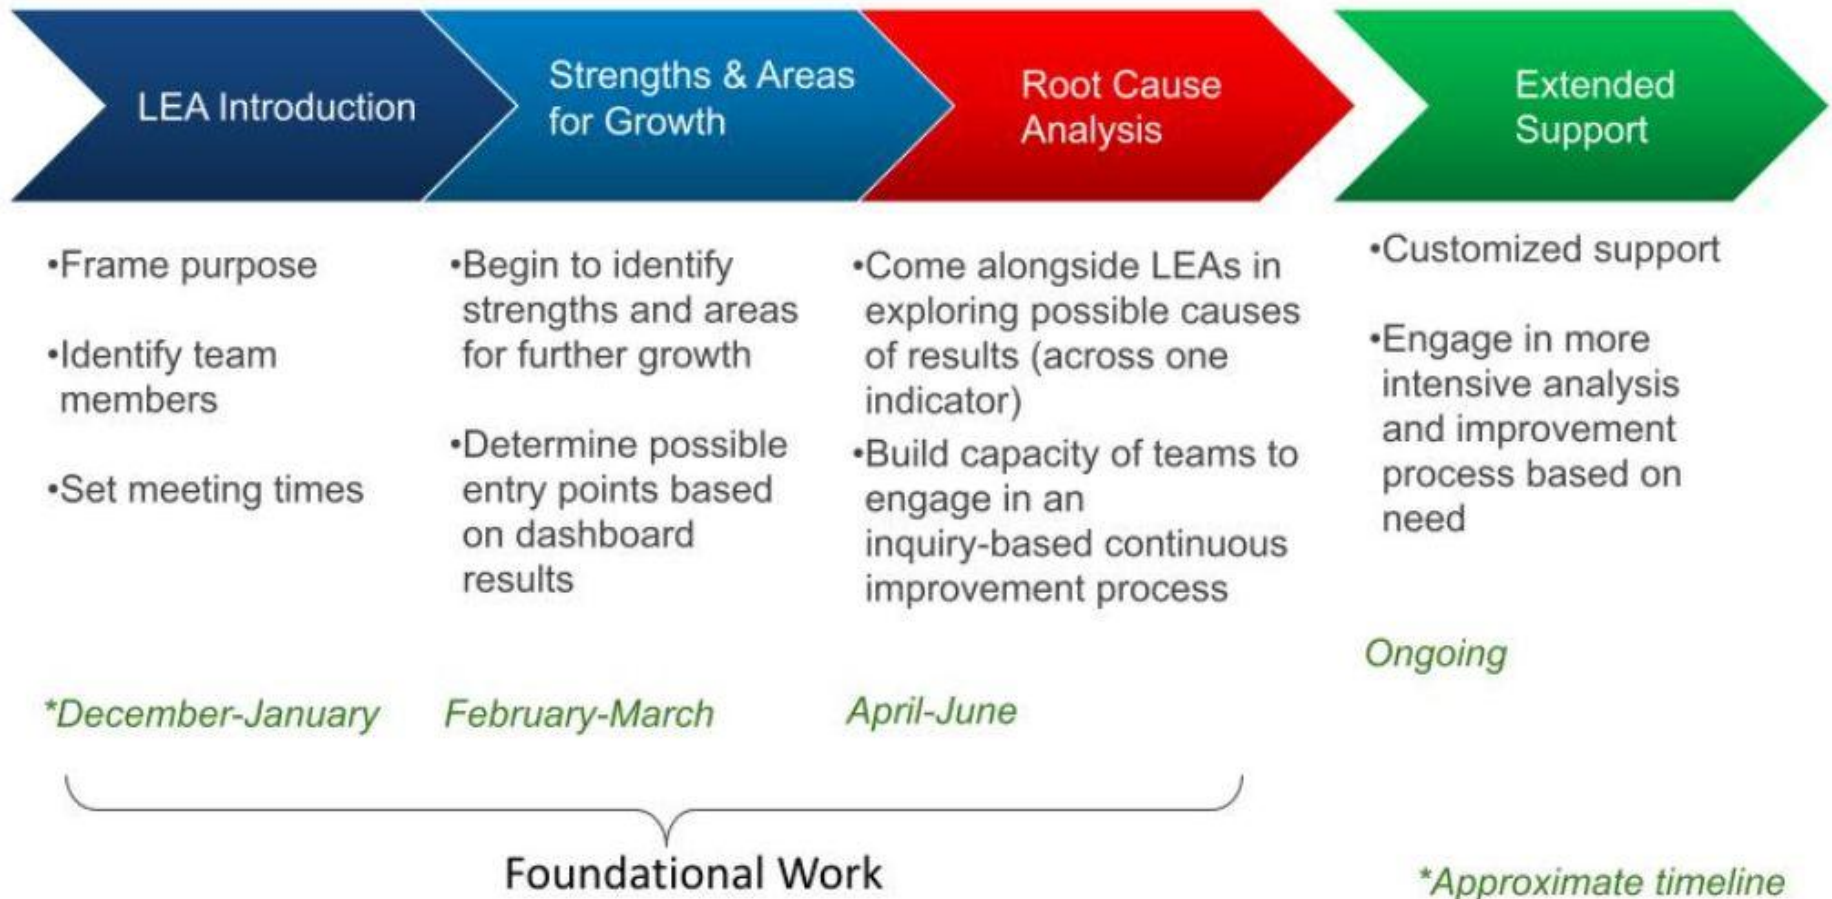 LEA Introduction
Strengths & Areas
for Growth
Root Cause
Analysis
Extended
Support
•Frame purpose
•Identify team
members
•Set meeting times
•Begin to identify
strengths and areas
for further growth
•Determine possible
entry points based
on dashboard
results
•Come alongside LEAs in
exploring possible causes
of results (across one
indicator)
•Build capacity of teams to
engage in an
inquiry-based continuous
improvement process
•Customized support
•Engage in more
intensive analysis
and improvement
process based on
need
*December-January
February-March
April-June
Ongoing
Foundational Work
*Approximate timeline